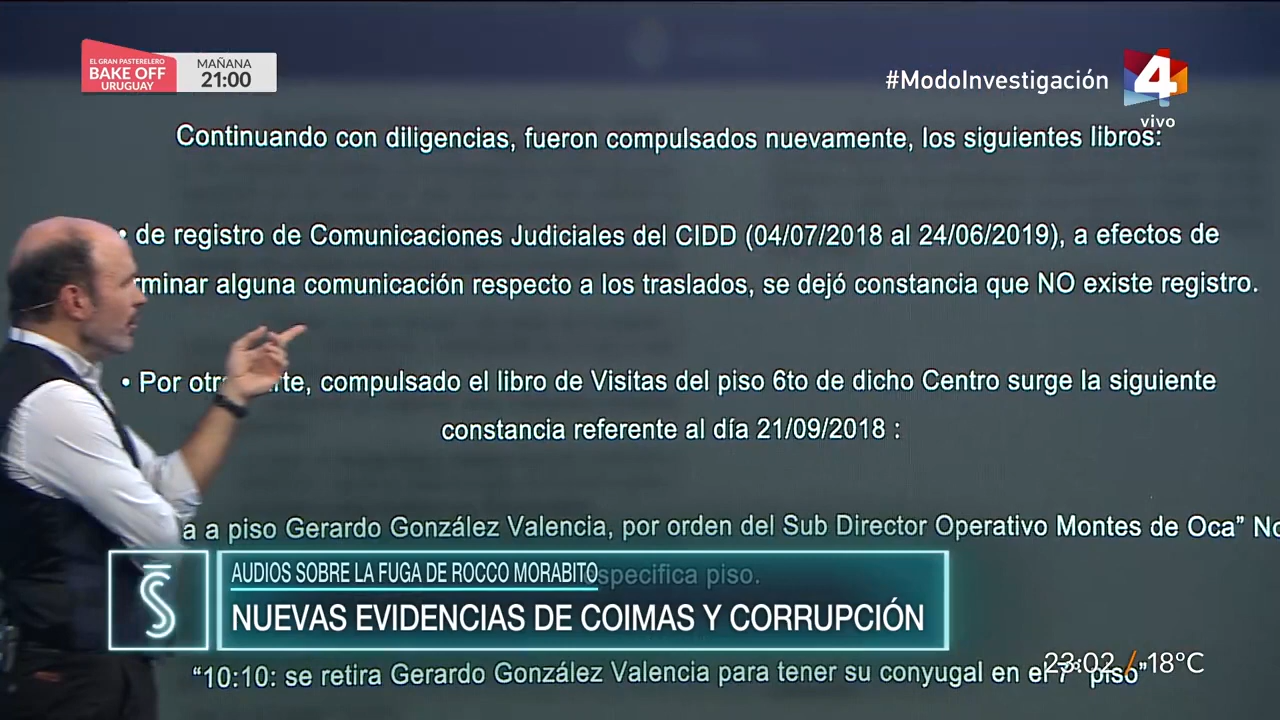 EL GRAN PASTERELERO
BAKE OFF
URUGUAY
MAÑANA
21:00
#ModoInvestigación
4
vivo
Continuando con diligencias, fueron compulsados nuevamente, los siguientes libros:
• de registro de Comunicaciones Judiciales del CIDD (04/07/2018 al 24/06/2019), a efectos de
rminar alguna comunicación respecto a los traslados, se dejó constancia que NO existe registro.
• Por otra parte, compulsado el libro de Visitas del piso 6to de dicho Centro surge la siguiente
constancia referente al día 21/09/2018 :
a a piso Gerardo González Valencia, por orden del Sub Director Operativo Montes de Oca” No
specifica piso.
AUDIOS SOBRE LA FUGA DE ROCCO MORABITO
NUEVAS EVIDENCIAS DE COIMAS Y CORRUPCIÓN
“10:10: se retira Gerardo González Valencia para tener su conyugal en el 7° piso”
23:02 / 18°C